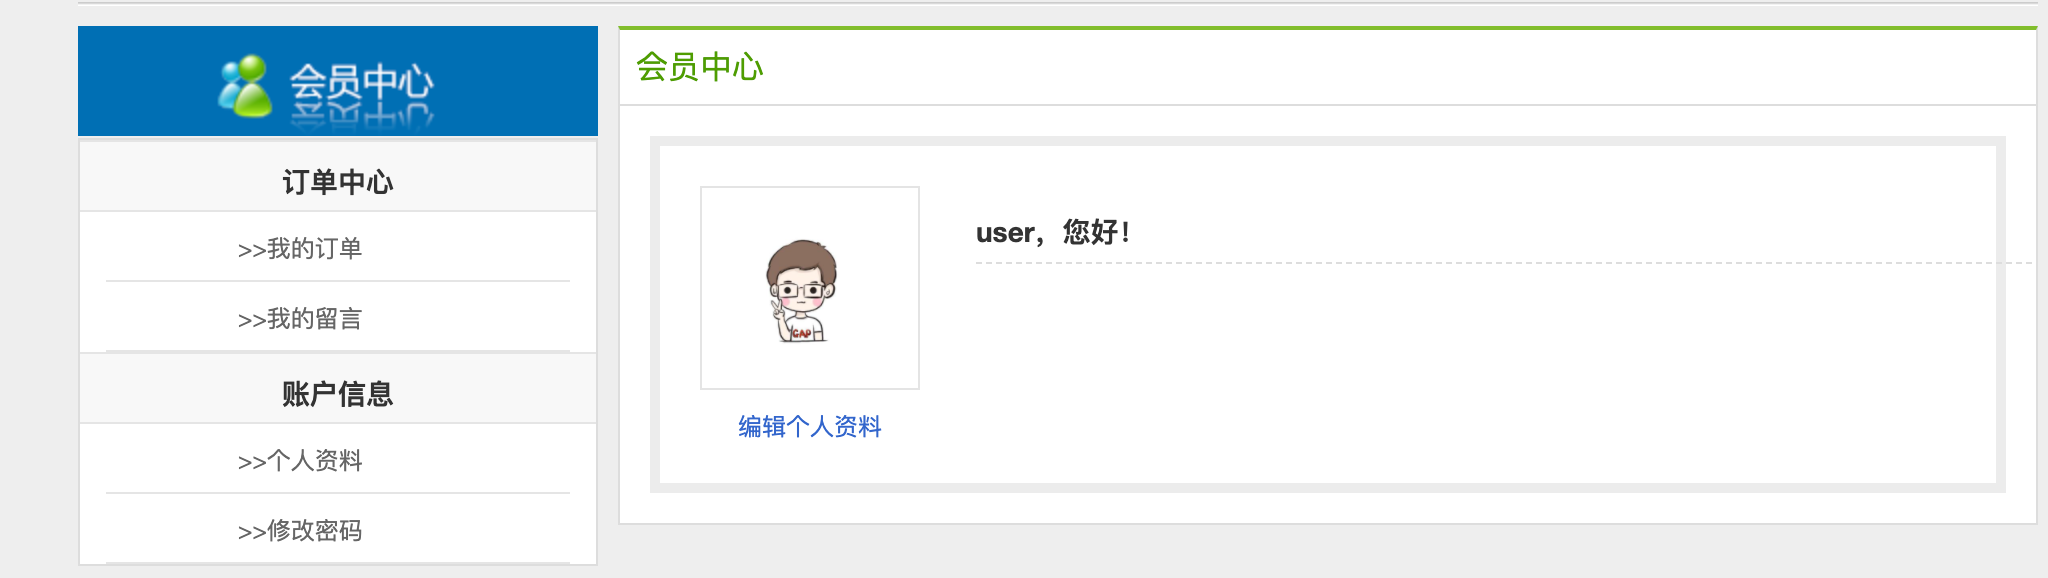 会员中心
订单中心
>>我的订单
>>我的留言
账户信息
>>个人资料
>>修改密码
会员中心
GAP
user，您好！
编辑个人资料